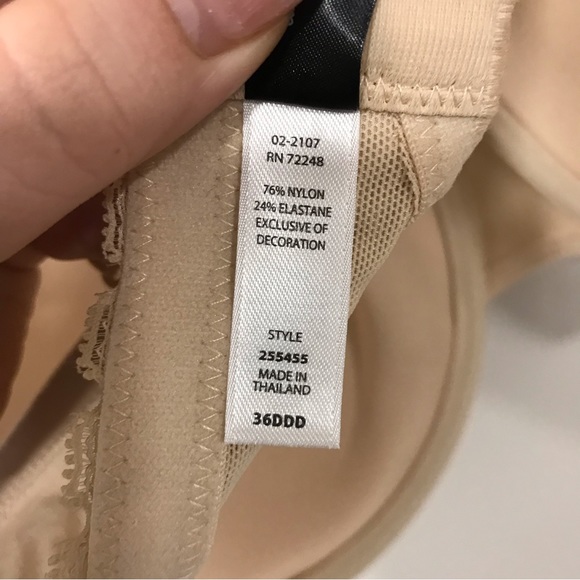 02-2107
RN 72248
76% NYLON
24% ELASTANE
EXCLUSIVE OF
DECORATION
STYLE
255455
MADE IN
THAILAND
36DDD